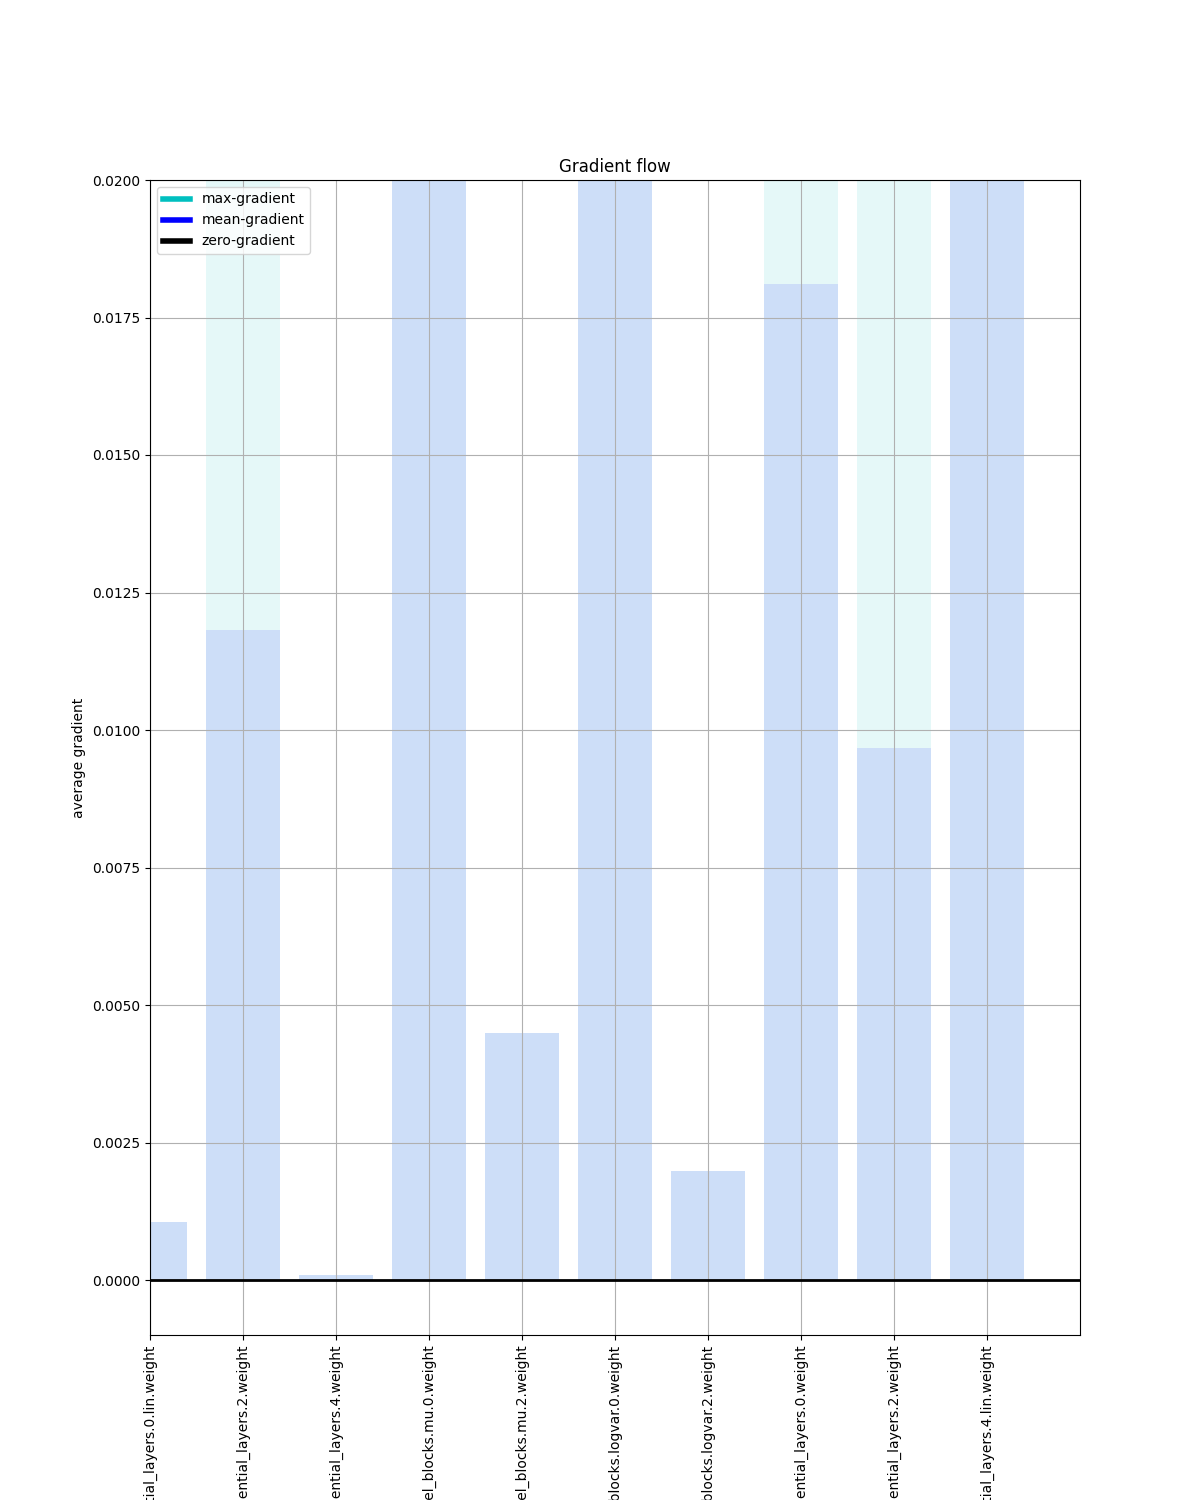 Gradient flow
max-gradient
mean-gradient
zero-gradient
0.0200
0.0175
0.0150
0.0125
0.0100
0.0075
0.0050
0.0025
0.0000
average gradient
tial_layers.0.lin.weight
ential_layers.2.weight
ential_layers.4.weight
el_blocks.mu.0.weight
el_blocks.mu.2.weight
blocks.logvar.0.weight
blocks.logvar.2.weight
ential_layers.0.weight
ential_layers.2.weight
tial_layers.4.lin.weight